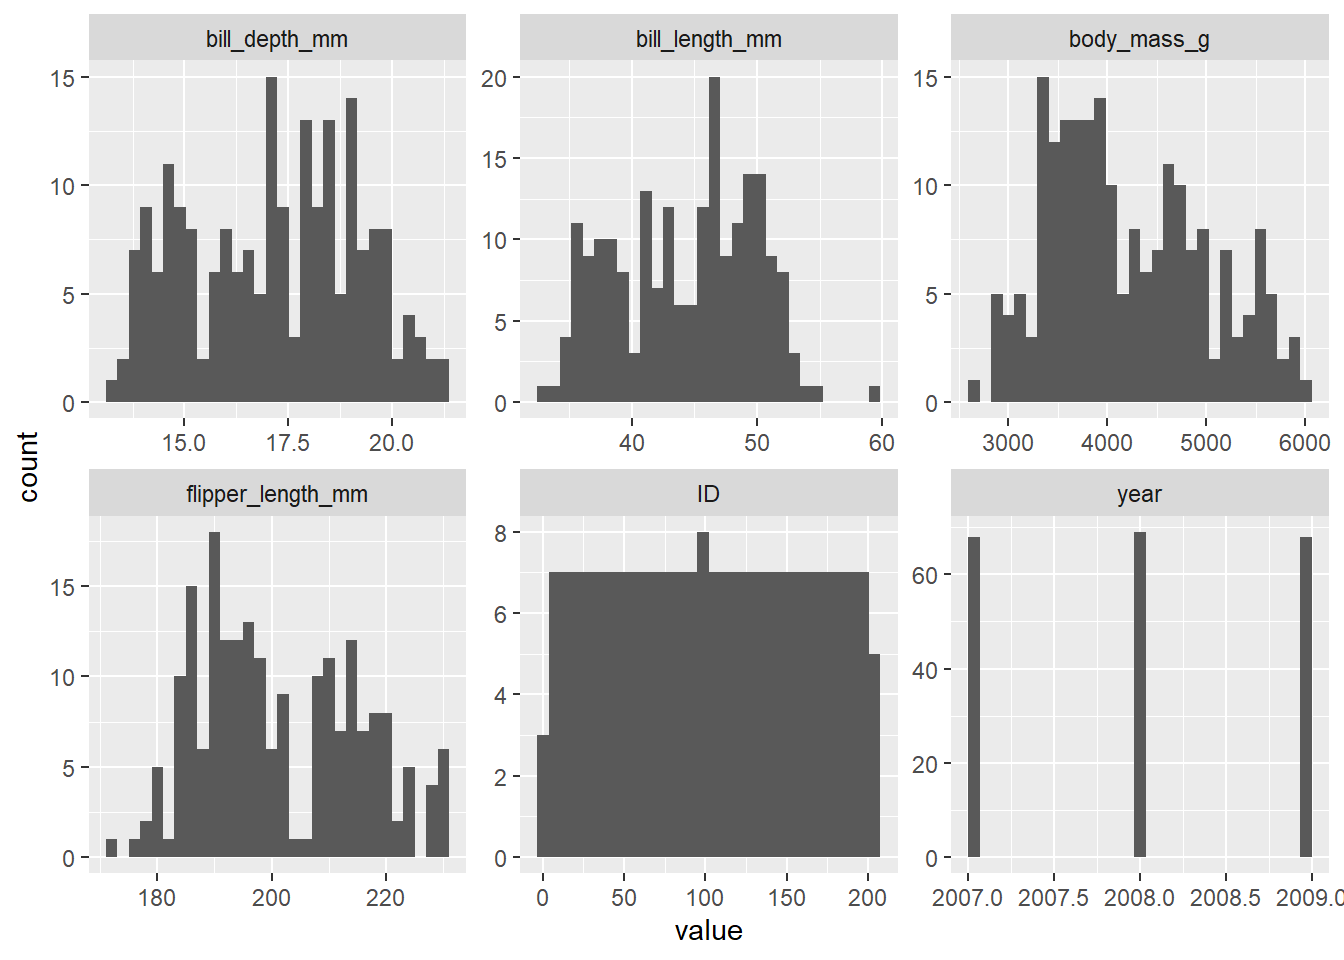 bill_depth_mm bill_length_mm body_mass_g
15 20 15
15
10 10
10
5 5 5
0 0 0
15.0 17.5 20.0 40 50 60 3000 4000 5000 6000
count
flipper_length_mm ID year
8
15 60
6
10 40
4
5 20
2
0 0 0
180 200 220 0 50 100 150 200 2007.0 2007.5 2008.0 2008.5 2009.0
value